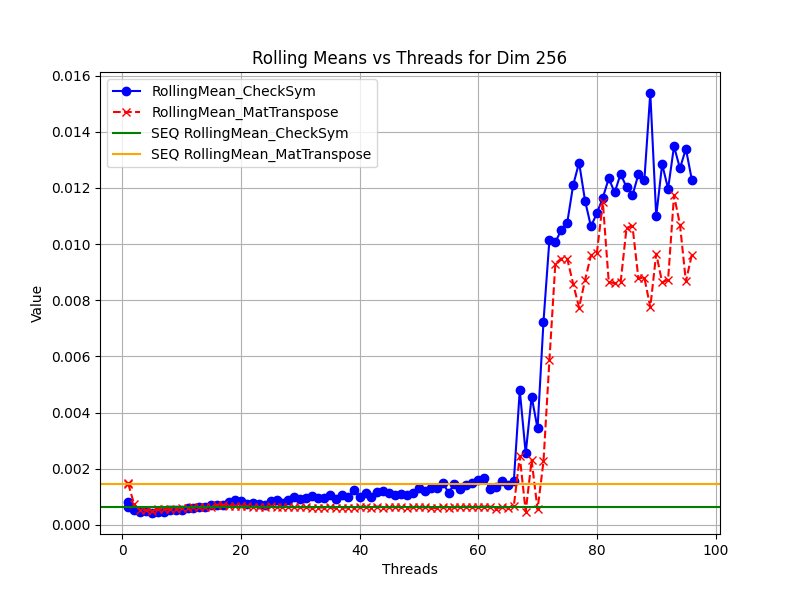 Rolling Means vs Threads for Dim 256
RollingMean_CheckSym
RollingMean_MatTranspose
SEQ RollingMean_CheckSym
SEQ RollingMean_MatTranspose
Value
0.016
0.014
0.012
0.010
0.008
0.006
0.004
0.002
0.000
0 20 40 60 80 100
Threads